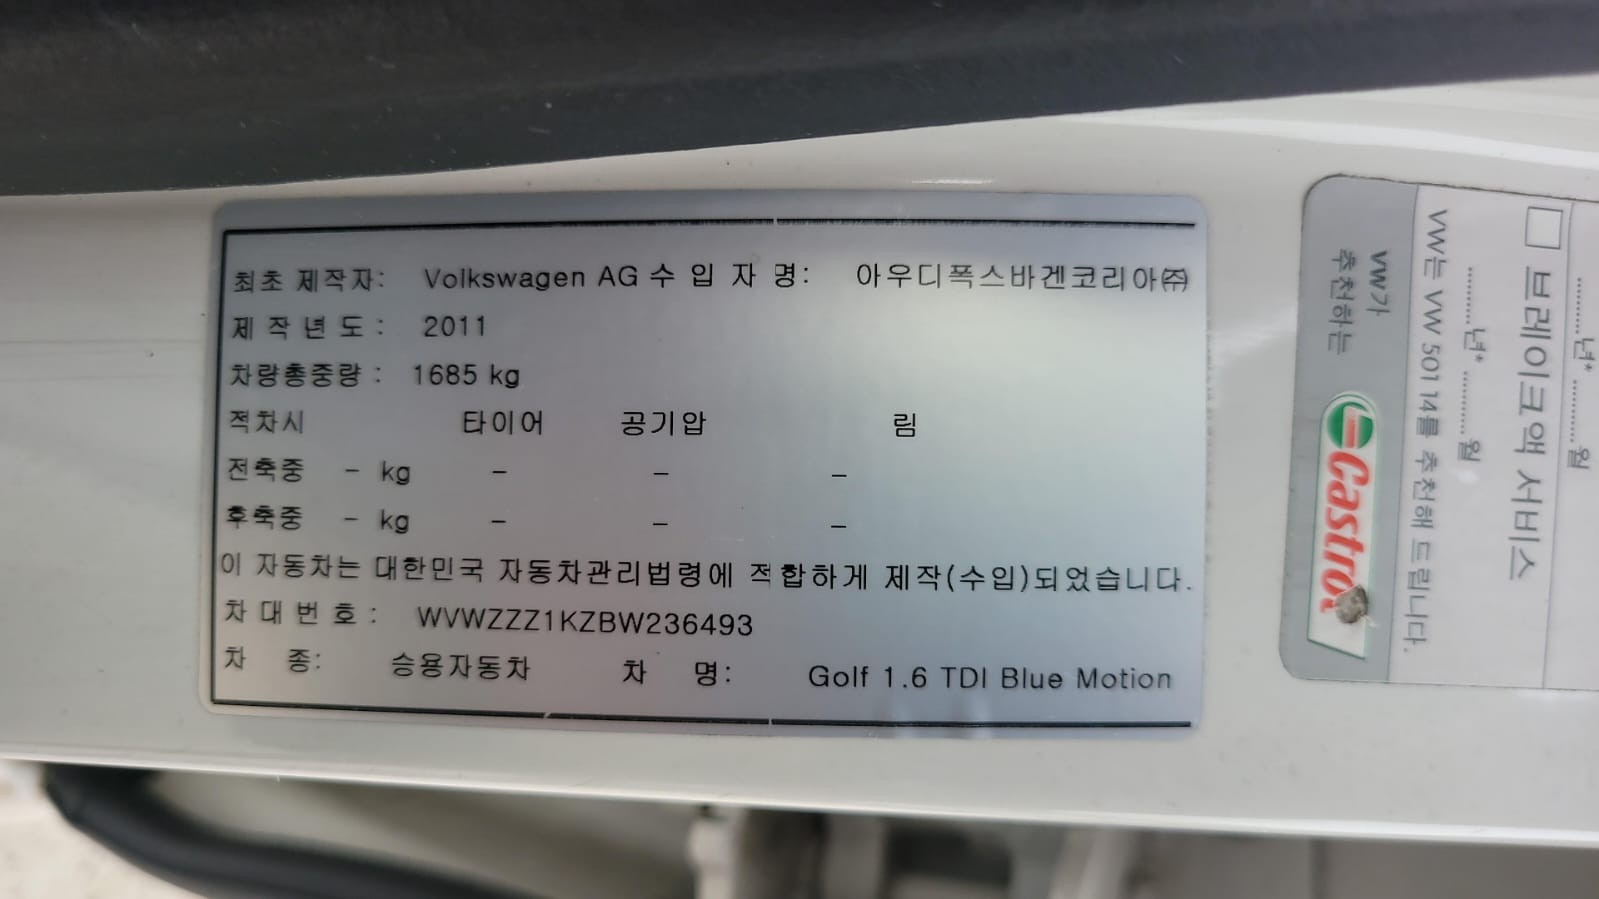 최초 제작자: Volkswagen AG 수 입 자 명: 아우디폭스바겐코리아㈜
제 작 년 도 : 2011
차량총중량 : 1685 kg
적차시 타이어 공기압 림
전축중 - kg - - -
후축중 - kg - - -
이 자동차는 대한민국 자동차관리법령에 적합하게 제작(수입)되었습니다.
차 대 번 호 : WVWZZZ1KZBW236493
차 종: 승용자동차 차 명: Golf 1.6 TDI Blue Motion
..........년* ..........월
브레이크액 서비스
..........년* ..........월
VW는 VW 501 14를 추천해 드립니다.
VW가
추천하는
Castrol